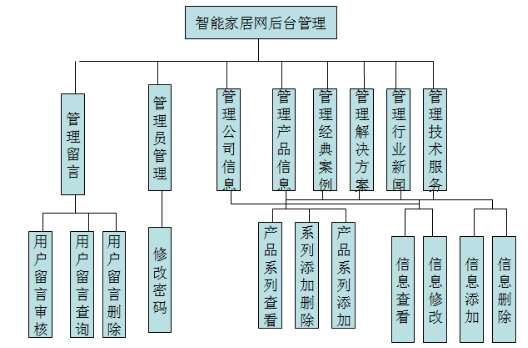 智能家居网后台管理
管理留言
管理员管理
管理公司信息
管理产品信息
管理经典案例
管理解决方案
管理行业新闻
管理技术服务
用户留言审核
用户留言查询
用户留言删除
修改密码
产品系列查看
系列添加删除
产品系列添加
信息查看
信息修改
信息添加
信息删除